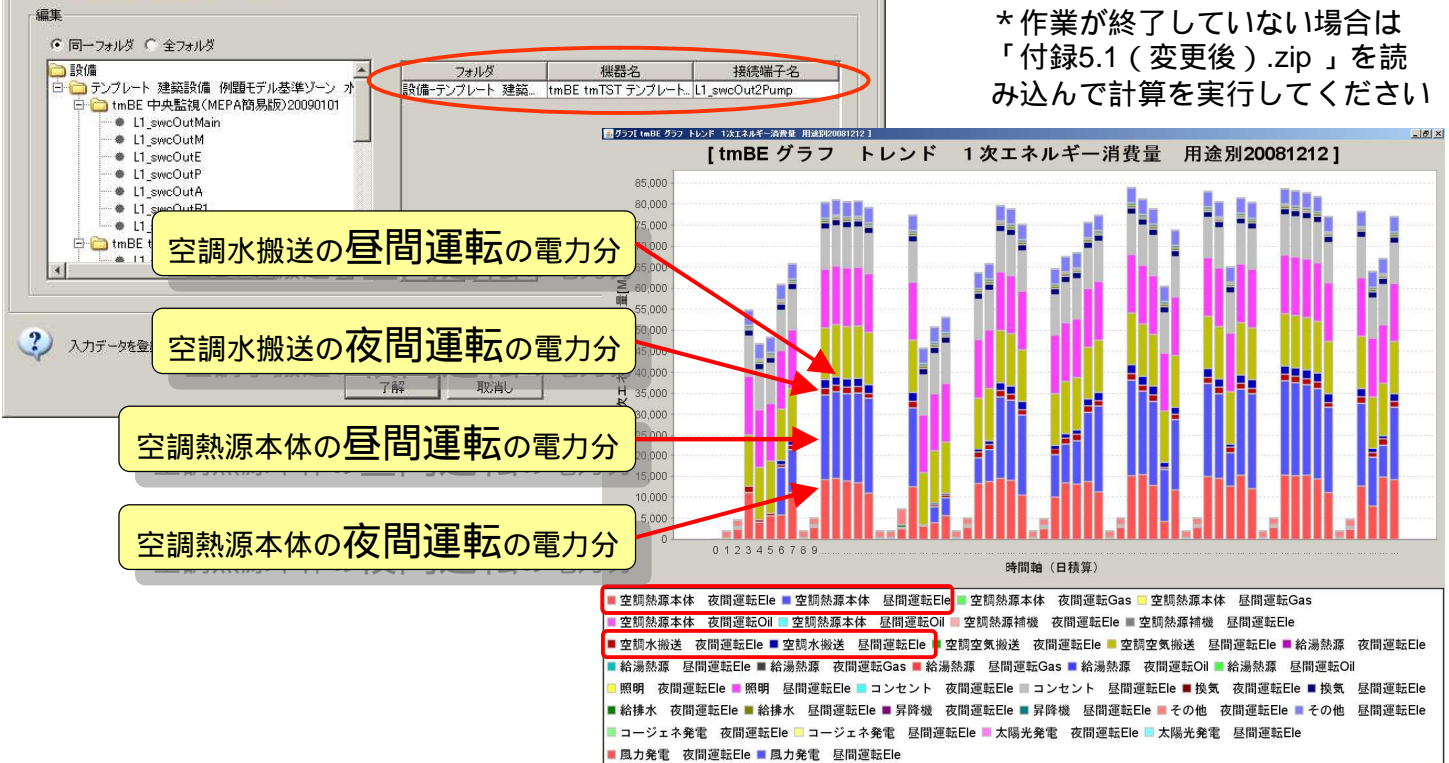 編集
同一フォルダ 全フォルダ
設備
テンプレート 建築設備 例題モデル基準ゾーン
tmBE 中央監視(MEPA簡易版)20090101
L1_swcOutMain
L1_swcOutM
L1_swcOutE
L1_swcOutP
L1_swcOutA
フォルダ 機器名 接続端子名
設備-テンプレート 建築... tmBE tmTST テンプレート... L1_swcOut2Pump
入力データを登
了解 取消し
*作業が終了していない場合は
「付録5.1(変更後).zip 」を読
み込んで計算を実行してください
グラフ[ tmBE グラフ トレンド 1次エネルギー消費量 用途別20081212 ]
[ tmBE グラフ トレンド 1次エネルギー消費量 用途別20081212 ]
85,000
80,000
60,000
55,000
40,000
35,000
15,000
10,000
5,000
0
0 1 2 3 4 5 6 7 8 9
時間軸(日積算)
空調水搬送の昼間運転の電力分
空調水搬送の夜間運転の電力分
空調熱源本体の昼間運転の電力分
空調熱源本体の夜間運転の電力分
空調熱源本体 夜間運転Ele 空調熱源本体 昼間運転Ele 空調熱源本体 夜間運転Gas 空調熱源本体 昼間運転Gas
空調熱源本体 夜間運転Oil 空調熱源本体 昼間運転Oil 空調熱源補機 夜間運転Ele 空調熱源補機 昼間運転Ele
空調水搬送 夜間運転Ele 空調水搬送 昼間運転Ele 空調空気搬送 夜間運転Ele 空調空気搬送 昼間運転Ele 給湯熱源 夜間運転Ele
給湯熱源 昼間運転Ele 給湯熱源 夜間運転Gas 給湯熱源 昼間運転Gas 給湯熱源 夜間運転Oil 給湯熱源 昼間運転Oil
照明 夜間運転Ele 照明 昼間運転Ele コンセント 夜間運転Ele コンセント 昼間運転Ele 換気 夜間運転Ele 換気 昼間運転Ele
給排水 夜間運転Ele 給排水 昼間運転Ele 昇降機 夜間運転Ele 昇降機 昼間運転Ele その他 夜間運転Ele その他 昼間運転Ele
コージェネ発電 夜間運転Ele コージェネ発電 昼間運転Ele 太陽光発電 夜間運転Ele 太陽光発電 昼間運転Ele
風力発電 夜間運転Ele 風力発電 昼間運転Ele